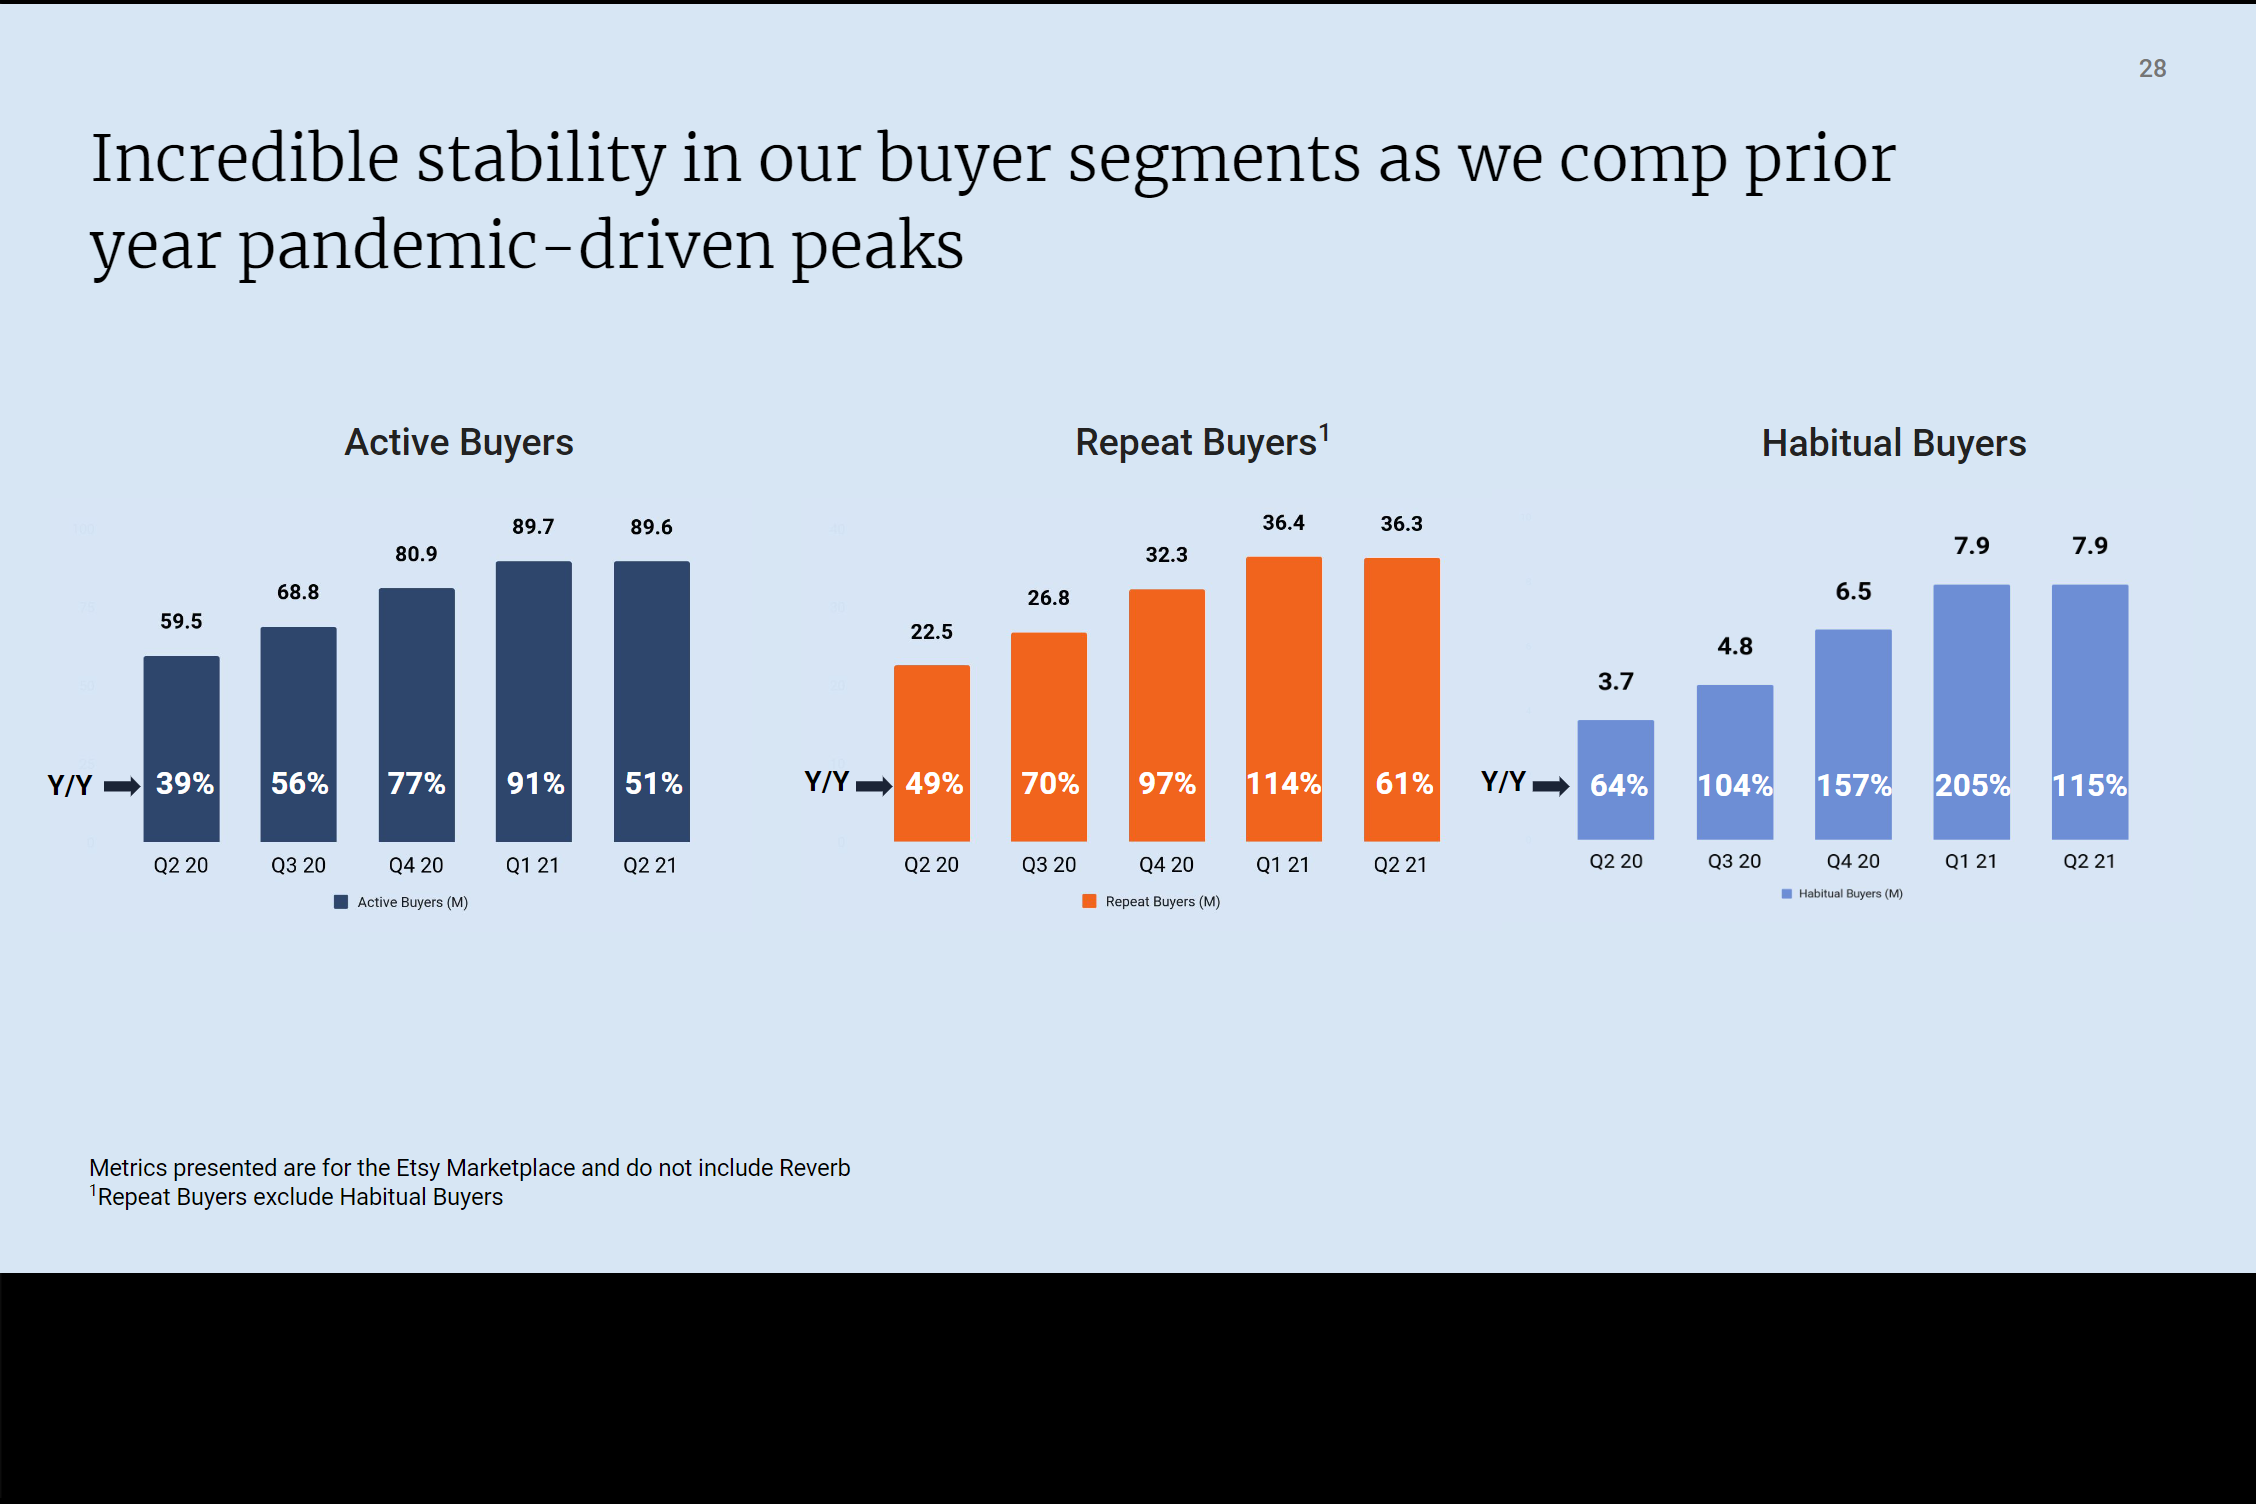 28
Incredible stability in our buyer segments as we comp prior
year pandemic-driven peaks
Active Buyers
59.5
68.8
80.9
89.7
89.6
Y/Y
39%
56%
77%
91%
51%
Q2 20
Q3 20
Q4 20
Q1 21
Q2 21
Active Buyers (M)
Repeat Buyers¹
22.5
26.8
32.3
36.4
36.3
Y/Y
49%
70%
97%
114%
61%
Q2 20
Q3 20
Q4 20
Q1 21
Q2 21
Repeat Buyers (M)
Habitual Buyers
3.7
4.8
6.5
7.9
7.9
Y/Y
64%
104%
157%
205%
115%
Q2 20
Q3 20
Q4 20
Q1 21
Q2 21
Habitual Buyers (M)
Metrics presented are for the Etsy Marketplace and do not include Reverb
¹Repeat Buyers exclude Habitual Buyers